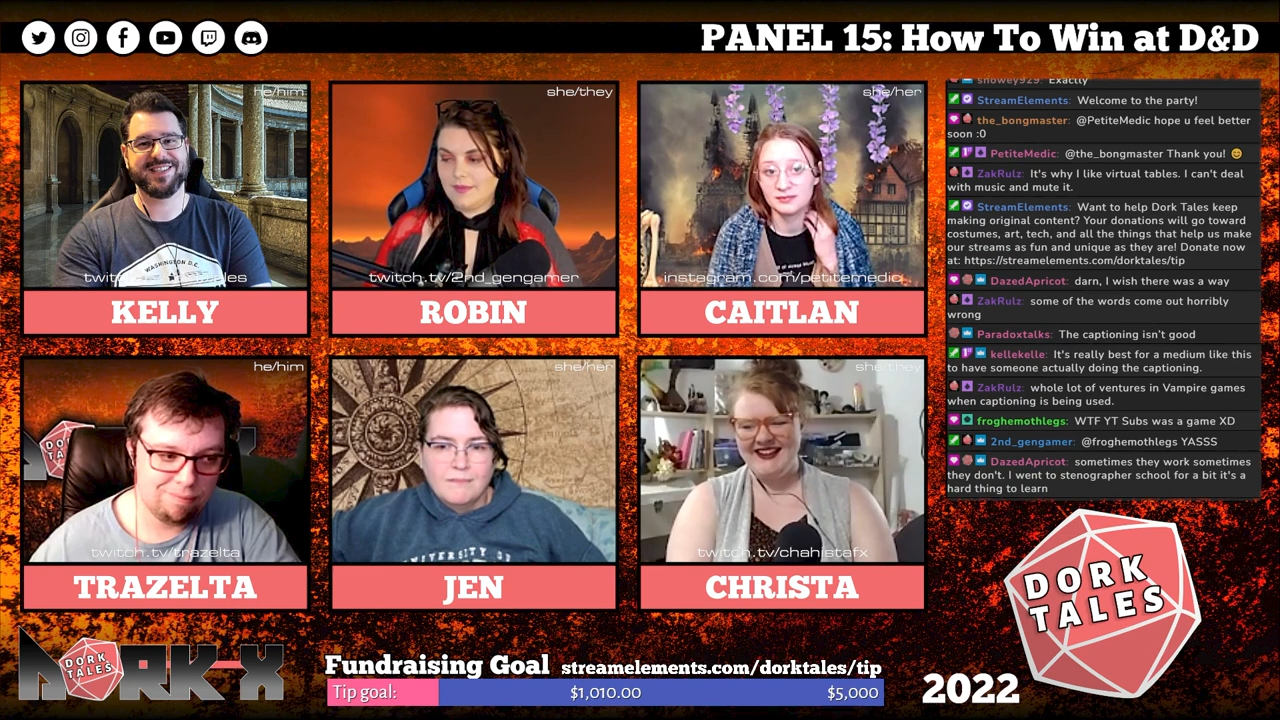 PANEL 15: How To Win at D&D
he/him
twitch.tv/
WASHINGTON D.C.
KELLY
she/they
twitch.tv/2nd_gengamer
ROBIN
she/her
instagram.com/petitemedic
CAITLAN
he/him
twitch.tv/trazelta
TRAZELTA
she/her
UNIVERSITY OF
JEN
she/they
twitch.tv/chahistafx
CHRISTA
snowey929: Exactly
StreamElements: Welcome to the party!
the_bongmaster: @PetiteMedic hope u feel better
soon :0
PetiteMedic: @the_bongmaster Thank you! 😊
ZakRulz: It's why I like virtual tables. I can't deal
with music and mute it.
StreamElements: Want to help Dork Tales keep
making original content? Your donations will go toward
costumes, art, tech, and all the things that help us make
our streams as fun and unique as they are! Donate now
at: https://streamelements.com/dorktales/tip
DazedApricot: darn, I wish there was a way
ZakRulz: some of the words come out horribly
wrong
Paradoxtalks: The captioning isn't good
kellekelle: It's really best for a medium like this
to have someone actually doing the captioning.
ZakRulz: whole lot of ventures in Vampire games
when captioning is being used.
froghemothlegs: WTF YT Subs was a game XD
2nd_gengamer: @froghemothlegs YASSS
DazedApricot: sometimes they work sometimes
they don't. I went to stenographer school for a bit it's a
hard thing to learn
DORK
TALES
DORK-X
DORK
TALES
Fundraising Goal streamelements.com/dorktales/tip
Tip goal: $1,010.00 $5,000
2022